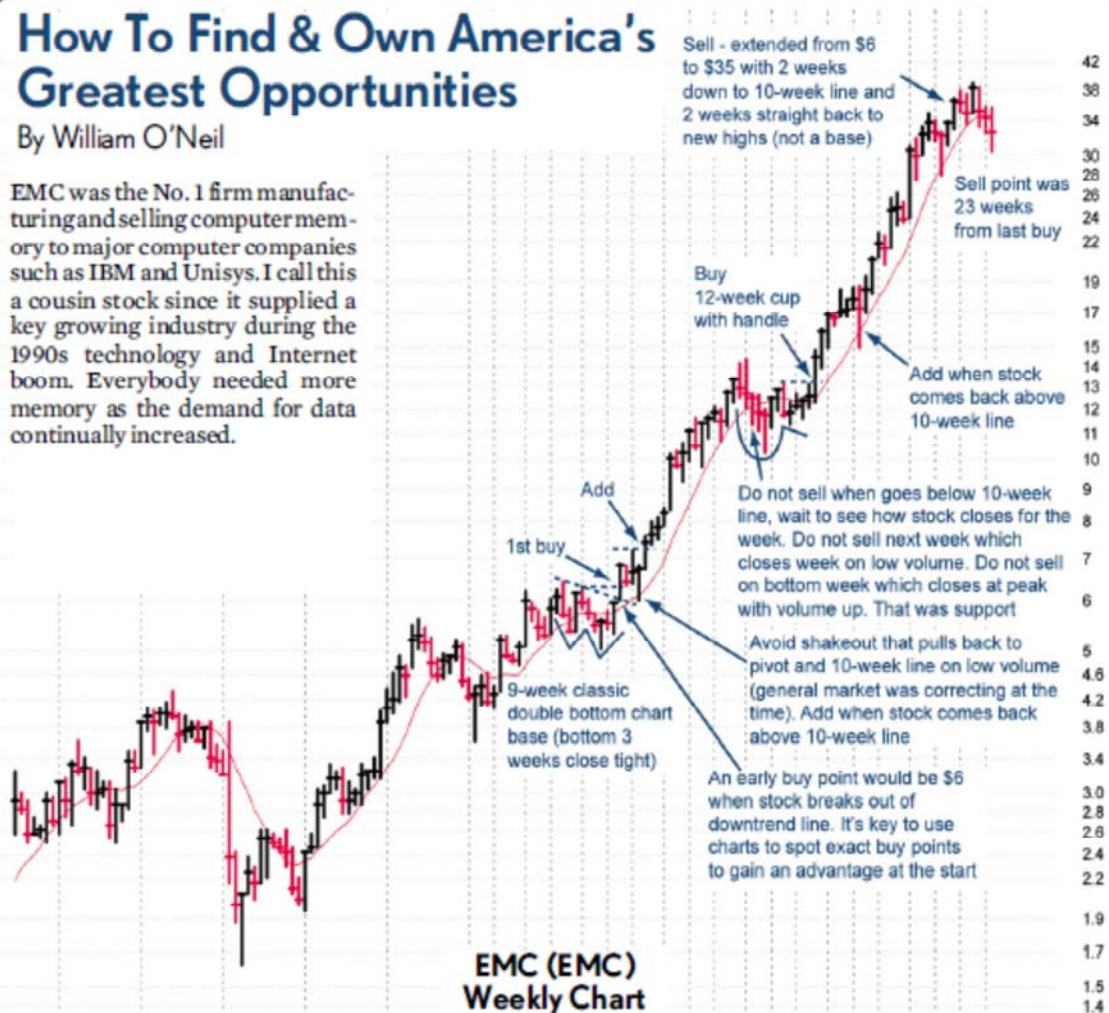 How To Find & Own America's
Greatest Opportunities
By William O'Neil
EMC was the No. 1 firm manufac-
turing and selling computer mem-
ory to major computer companies
such as IBM and Unisys. I call this
a cousin stock since it supplied a
key growing industry during the
1990s technology and Internet
boom. Everybody needed more
memory as the demand for data
continually increased.
Sell - extended from $6
to $35 with 2 weeks
down to 10-week line and
2 weeks straight back to
new highs (not a base)
Sell point was
23 weeks
from last buy
Buy
12-week cup
with handle
Add when stock
comes back above
10-week line
Add
1st buy
Do not sell when goes below 10-week
line, wait to see how stock closes for the
week. Do not sell next week which
closes week on low volume. Do not sell
on bottom week which closes at peak
with volume up. That was support
Avoid shakeout that pulls back to
pivot and 10-week line on low volume
(general market was correcting at the
time). Add when stock comes back
above 10-week line
9-week classic
double bottom chart
base (bottom 3
weeks close tight)
An early buy point would be $6
when stock breaks out of
downtrend line. It's key to use
charts to spot exact buy points
to gain an advantage at the start
EMC (EMC)
Weekly Chart
42
38
34
30
28
26
24
22
19
17
15
14
13
12
11
10
9
8
7
6
5
4.6
4.2
3.8
3.4
3.0
2.8
2.6
2.4
2.2
1.9
1.7
1.5
1.4